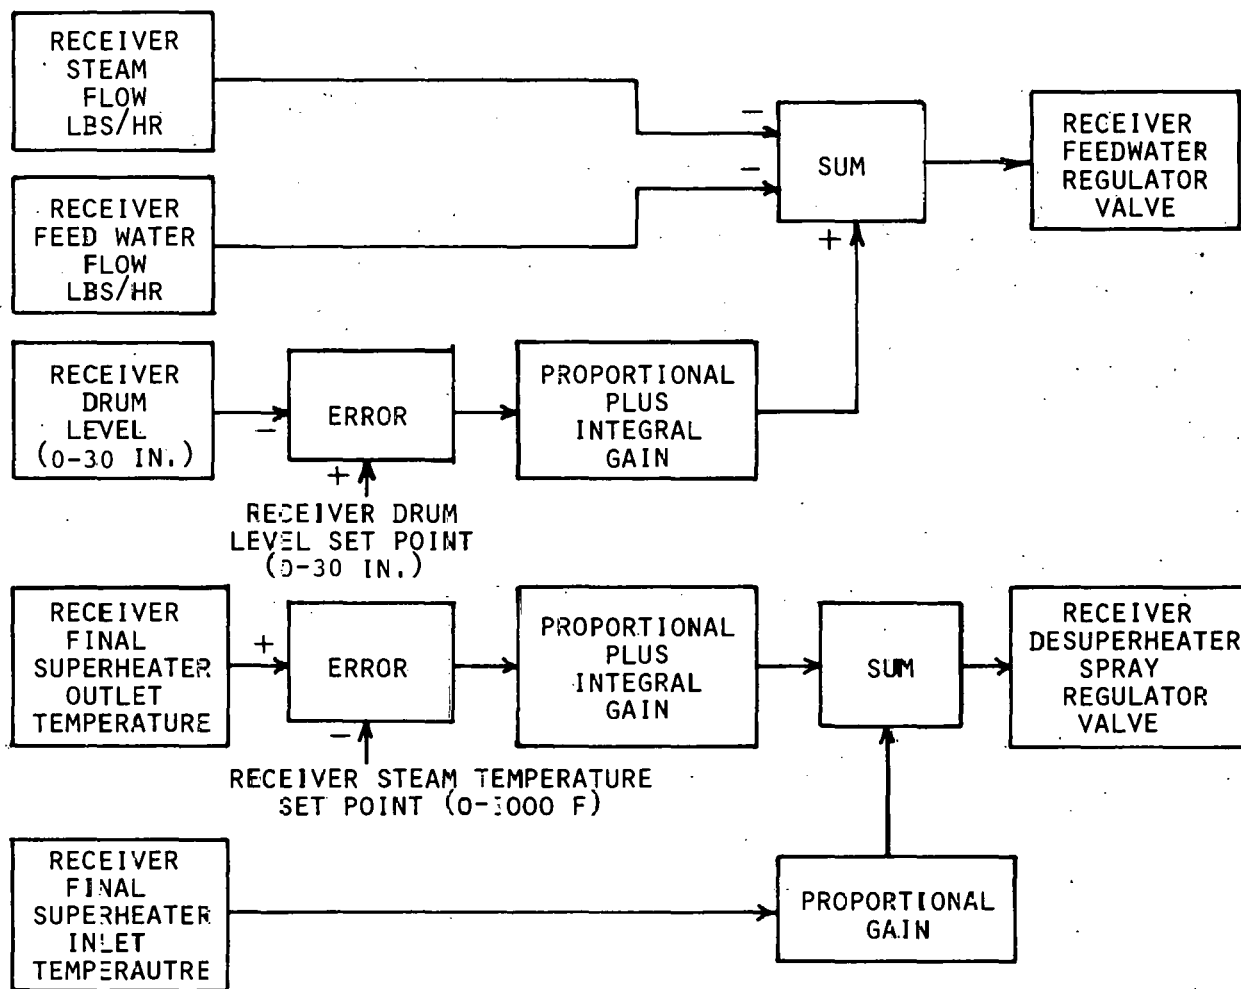 RECEIVER
STEAM
FLOW
LBS/HR
-
SUM
RECEIVER
FEEDWATER
REGULATOR
VALVE
RECEIVER
FEED WATER
FLOW
LBS/HR
-
+
RECEIVER
DRUM
LEVEL
(0-30 IN.)
-
ERROR
+
PROPORTIONAL
PLUS
INTEGRAL
GAIN
RECEIVER DRUM
LEVEL SET POINT
(0-30 IN.)
RECEIVER
FINAL
SUPERHEATER
OUTLET
TEMPERATURE
+
ERROR
-
PROPORTIONAL
PLUS
INTEGRAL
GAIN
SUM
RECEIVER
DESUPERHEATER
SPRAY
REGULATOR
VALVE
RECEIVER STEAM TEMPERATURE
SET POINT F)
RECEIVER
FINAL
SUPERHEATER
INLET
TEMPERAUTRE
PROPORTIONAL
GAIN